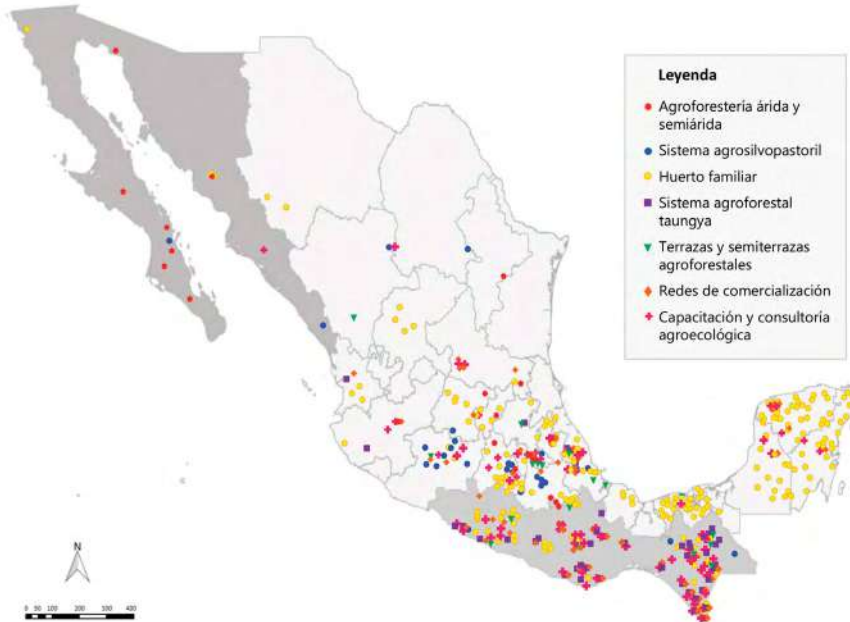 Leyenda
Agroforestería árida y
semiárida
Sistema agrosilvopastoril
Huerto familiar
Sistema agroforestal
taungya
Terrazas y semiterrazas
agroforestales
Redes de comercialización
Capacitación y consultoría
agroecológica
N
0 50 100 200 300 400